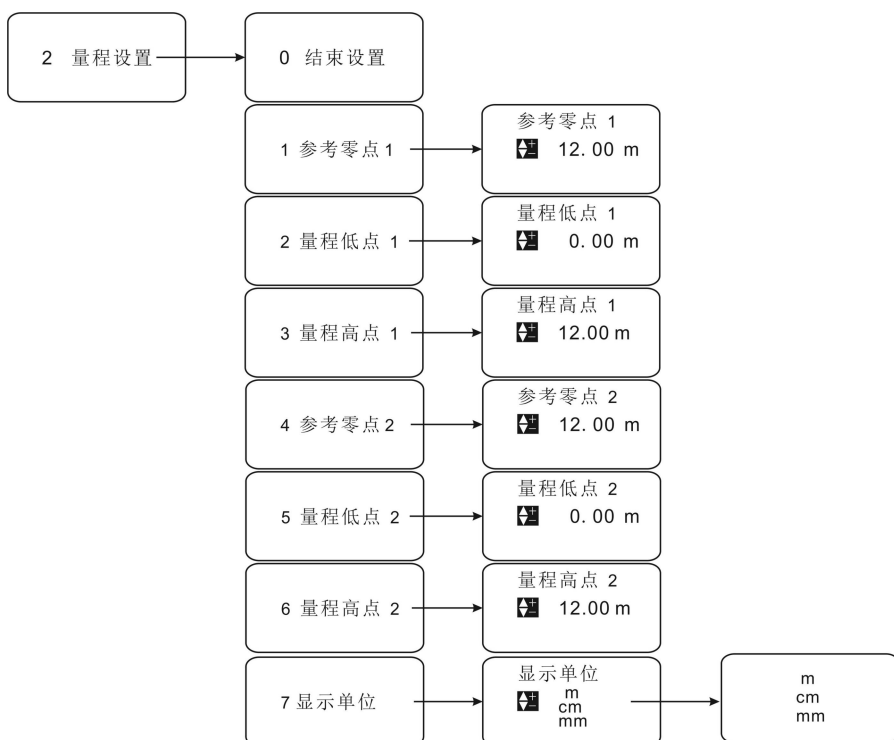 2 量程设置
0 结束设置
1 参考零点1
参考零点 1
+
− 12.00 m
2 量程低点 1
量程低点 1
+
− 0.00 m
3 量程高点 1
量程高点 1
+
− 12.00 m
4 参考零点2
参考零点 2
+
− 12.00 m
5 量程低点 2
量程低点 2
+
− 0.00 m
6 量程高点 2
量程高点 2
+
− 12.00 m
7 显示单位
显示单位
+
− m
cm
mm
m
cm
mm